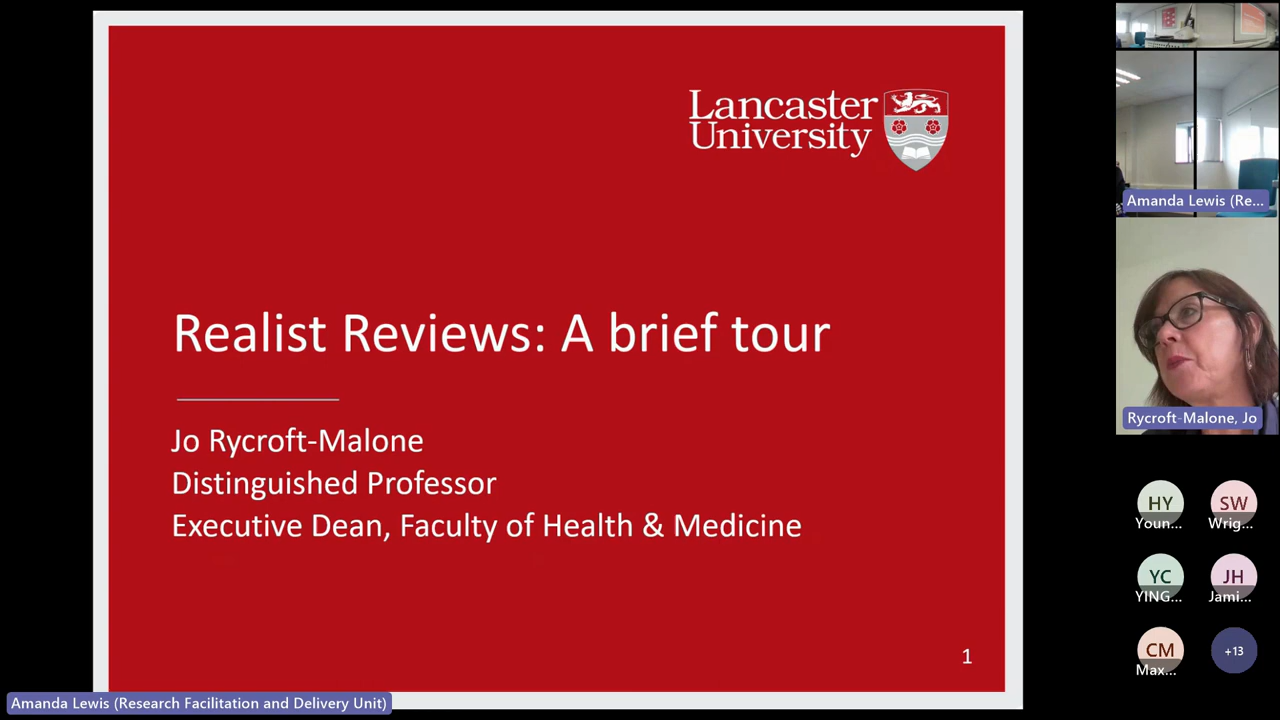 Lancaster
University
Realist Reviews: A brief tour
Jo Rycroft-Malone
Distinguished Professor
Executive Dean, Faculty of Health & Medicine
1
Amanda Lewis (Research Facilitation and Delivery Unit)
Amanda Lewis (Re...
Rycroft-Malone, Jo
HY
Youn...
SW
Wrig...
YC
YING...
JH
Jami...
CM
Max...
+13